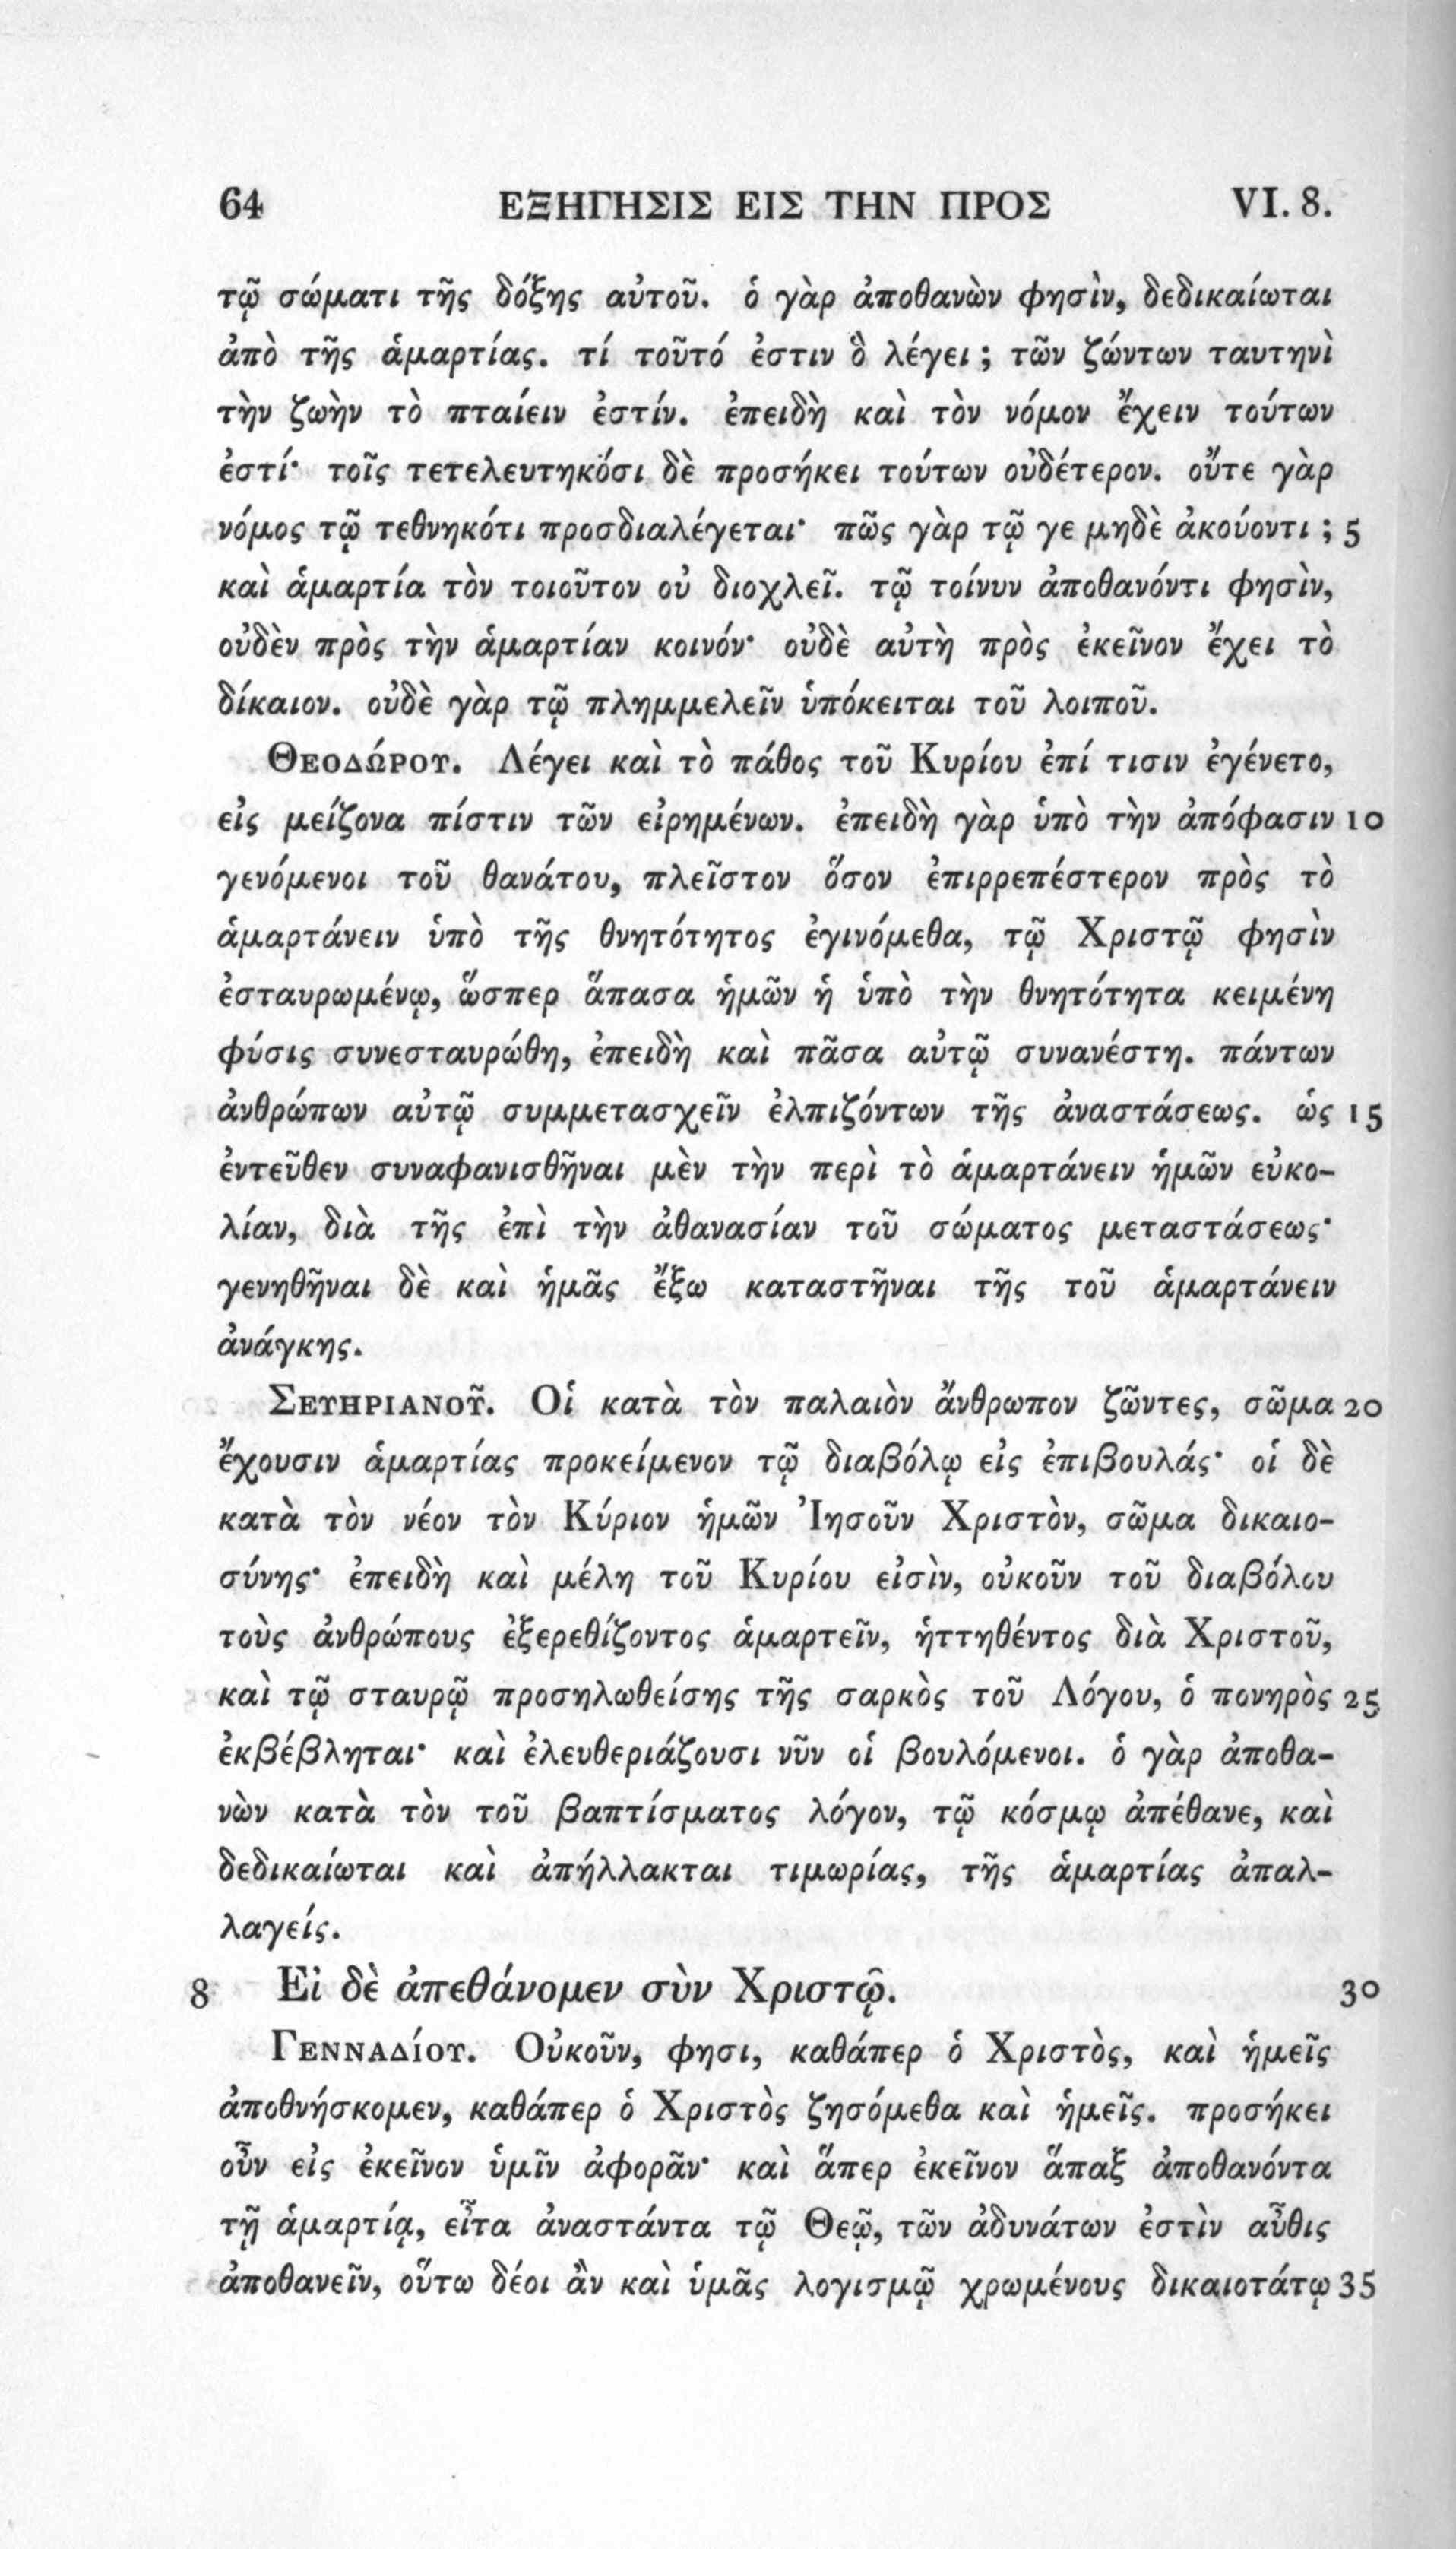 64 ΕΞΗΓΗΣΙΣ ΕΙΣ ΤΗΝ ΠΡΟΣ VI. 8.
τῷ σώματι τῆς δόξης αὐτοῦ. ὁ γὰρ ἀποθανὼν φησὶν, δεδικαίωται
ἀπὸ τῆς ἁμαρτίας. τί τοῦτό ἐστιν ὃ λέγει ; τῶν ζώντων ταυτηνὶ
τὴν ζωὴν τὸ πταίειν ἐστίν. ἐπειδὴ καὶ τὸν νόμον ἔχειν τούτων
ἐστί· τοῖς τετελευτηκόσι δὲ προσήκει τούτων οὐδέτερον. οὔτε γὰρ
νόμος τῷ τεθνηκότι προσδιαλέγεται· πῶς γὰρ τῷ γε μηδὲ ἀκούοντι ; 5
καὶ ἁμαρτία τὸν τοιοῦτον οὐ διοχλεῖ. τῷ τοίνυν ἀποθανόντι φησὶν,
οὐδὲν πρὸς τὴν ἁμαρτίαν κοινόν· οὐδὲ αὐτὴ πρὸς ἐκεῖνον ἔχει τὸ
δίκαιον. οὐδὲ γὰρ τῷ πλημμελεῖν ὑπόκειται τοῦ λοιποῦ.
Θεοδώρου. Λέγει καὶ τὸ πάθος τοῦ Κυρίου ἐπί τισιν ἐγένετο,
εἰς μείζονα πίστιν τῶν εἰρημένων. ἐπειδὴ γὰρ ὑπὸ τὴν ἀπόφασιν 10
γενόμενοι τοῦ θανάτου, πλεῖστον ὅσον ἐπιρρεπέστερον πρὸς τὸ
ἁμαρτάνειν ὑπὸ τῆς θνητότητος ἐγινόμεθα, τῷ Χριστῷ φησὶν
ἐσταυρωμένῳ, ὥσπερ ἅπασα ἡμῶν ἡ ὑπὸ τὴν θνητότητα κειμένη
φύσις συνεσταυρώθη, ἐπειδὴ καὶ πᾶσα αὐτῷ συνανέστη. πάντων
ἀνθρώπων αὐτῷ συμμετασχεῖν ἐλπιζόντων τῆς ἀναστάσεως. ὡς 15
ἐντεῦθεν συναφανισθῆναι μὲν τὴν περὶ τὸ ἁμαρτάνειν ἡμῶν εὐκο-
λίαν, διὰ τῆς ἐπὶ τὴν ἀθανασίαν τοῦ σώματος μεταστάσεως·
γενηθῆναι δὲ καὶ ἡμᾶς ἔξω καταστῆναι τῆς τοῦ ἁμαρτάνειν
ἀνάγκης.
Σευηριανοῦ. Οἱ κατὰ τὸν παλαιὸν ἄνθρωπον ζῶντες, σῶμα 20
ἔχουσιν ἁμαρτίας προκείμενον τῷ διαβόλῳ εἰς ἐπιβουλάς· οἱ δὲ
κατὰ τὸν νέον τὸν Κύριον ἡμῶν Ἰησοῦν Χριστὸν, σῶμα δικαιο-
σύνης· ἐπειδὴ καὶ μέλη τοῦ Κυρίου εἰσὶν, οὐκοῦν τοῦ διαβόλου
τοὺς ἀνθρώπους ἐξερεθίζοντος ἁμαρτεῖν, ἡττηθέντος διὰ Χριστοῦ,
καὶ τῷ σταυρῷ προσηλωθείσης τῆς σαρκὸς τοῦ Λόγου, ὁ πονηρὸς 25
ἐκβέβληται· καὶ ἐλευθεριάζουσι νῦν οἱ βουλόμενοι. ὁ γὰρ ἀποθα-
νὼν κατὰ τὸν τοῦ βαπτίσματος λόγον, τῷ κόσμῳ ἀπέθανε, καὶ
δεδικαίωται καὶ ἀπήλλακται τιμωρίας, τῆς ἁμαρτίας ἀπαλ-
λαγείς.
8 Εἰ δὲ ἀπεθάνομεν σὺν Χριστῷ. 30
Γενναδίου. Οὐκοῦν, φησι, καθάπερ ὁ Χριστὸς, καὶ ἡμεῖς
ἀποθνήσκομεν, καθάπερ ὁ Χριστὸς ζησόμεθα καὶ ἡμεῖς. προσήκει
οὖν εἰς ἐκεῖνον ὑμῖν ἀφορᾶν· καὶ ἅπερ ἐκεῖνον ἅπαξ ἀποθανόντα
τῇ ἁμαρτίᾳ, εἶτα ἀναστάντα τῷ Θεῷ, τῶν ἀδυνάτων ἐστὶν αὖθις
ἀποθανεῖν, οὕτω δέοι ἂν καὶ ὑμᾶς λογισμῷ χρωμένους δικαιοτάτῳ 35